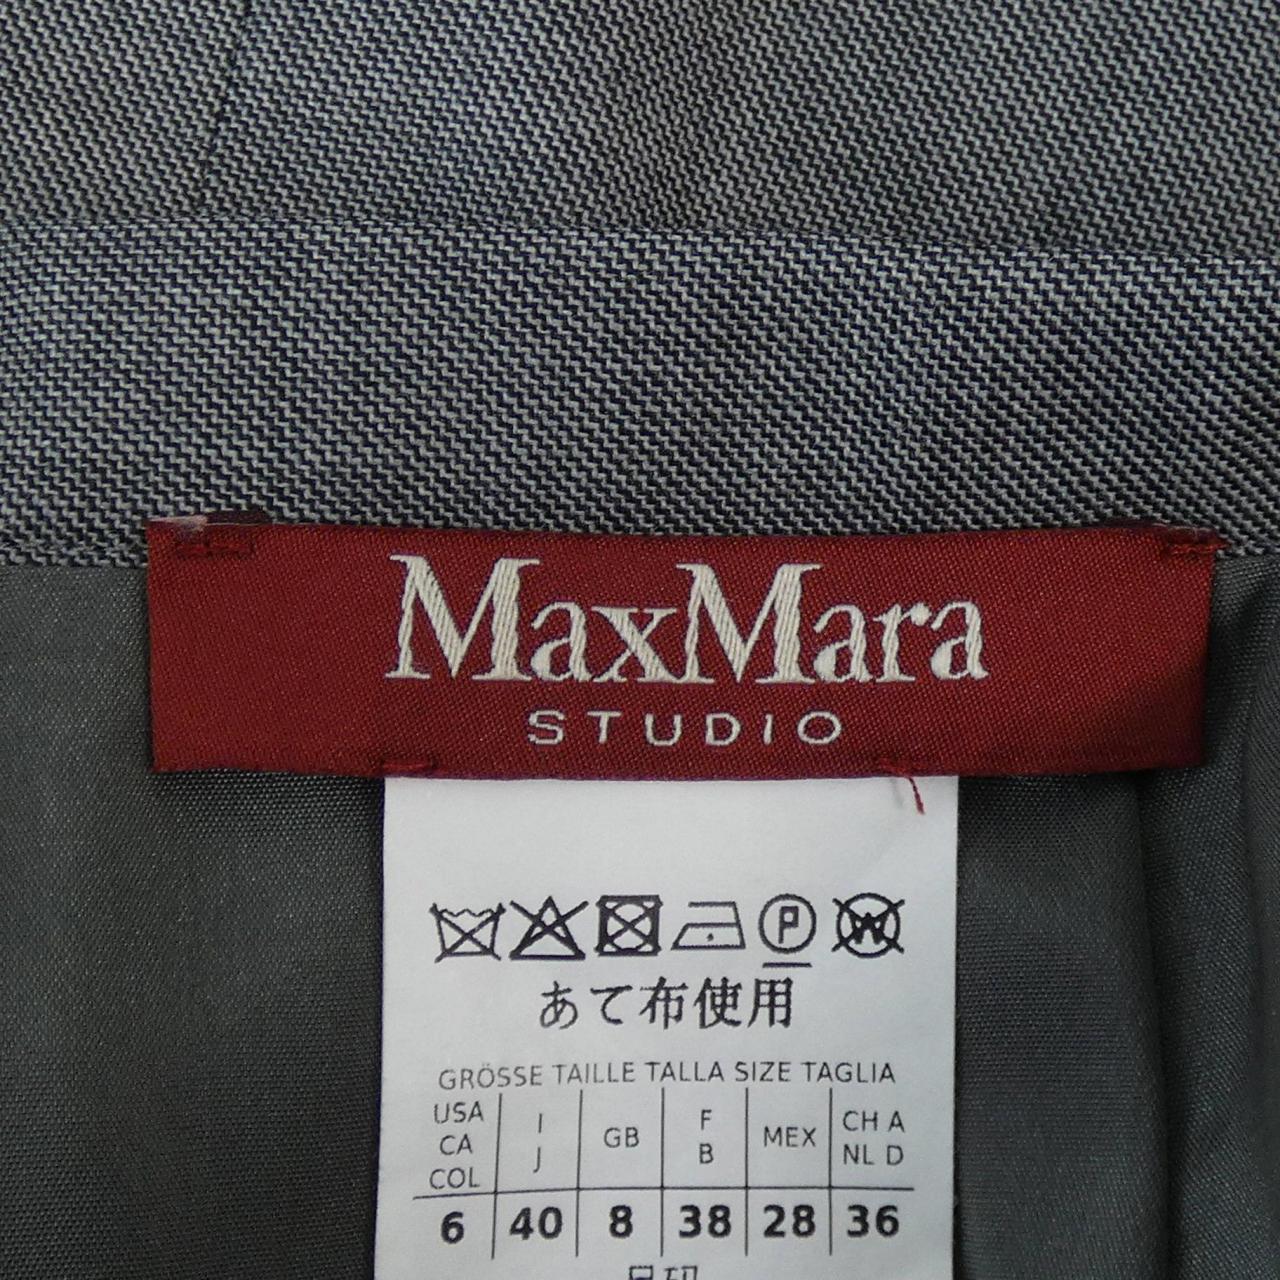 MaxMara
STUDIO
P W
あて布使用
GRÖSSE TAILLE TALLA SIZE TAGLIA
USA CA COL I J GB F B MEX CH A NL D
6 40 8 38 28 36